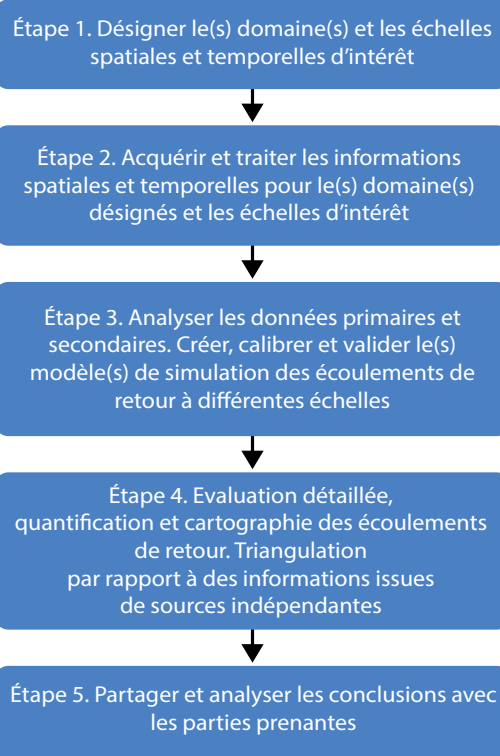 Étape 1. Désigner le(s) domaine(s) et les échelles
spatiales et temporelles d’intérêt
Étape 2. Acquérir et traiter les informations
spatiales et temporelles pour le(s) domaine(s)
désignés et les échelles d’intérêt
Étape 3. Analyser les données primaires et
secondaires. Créer, calibrer et valider le(s)
modèle(s) de simulation des écoulements de
retour à différentes échelles
Étape 4. Evaluation détaillée,
quantification et cartographie des écoulements
de retour. Triangulation
par rapport à des informations issues
de sources indépendantes
Étape 5. Partager et analyser les conclusions avec
les parties prenantes